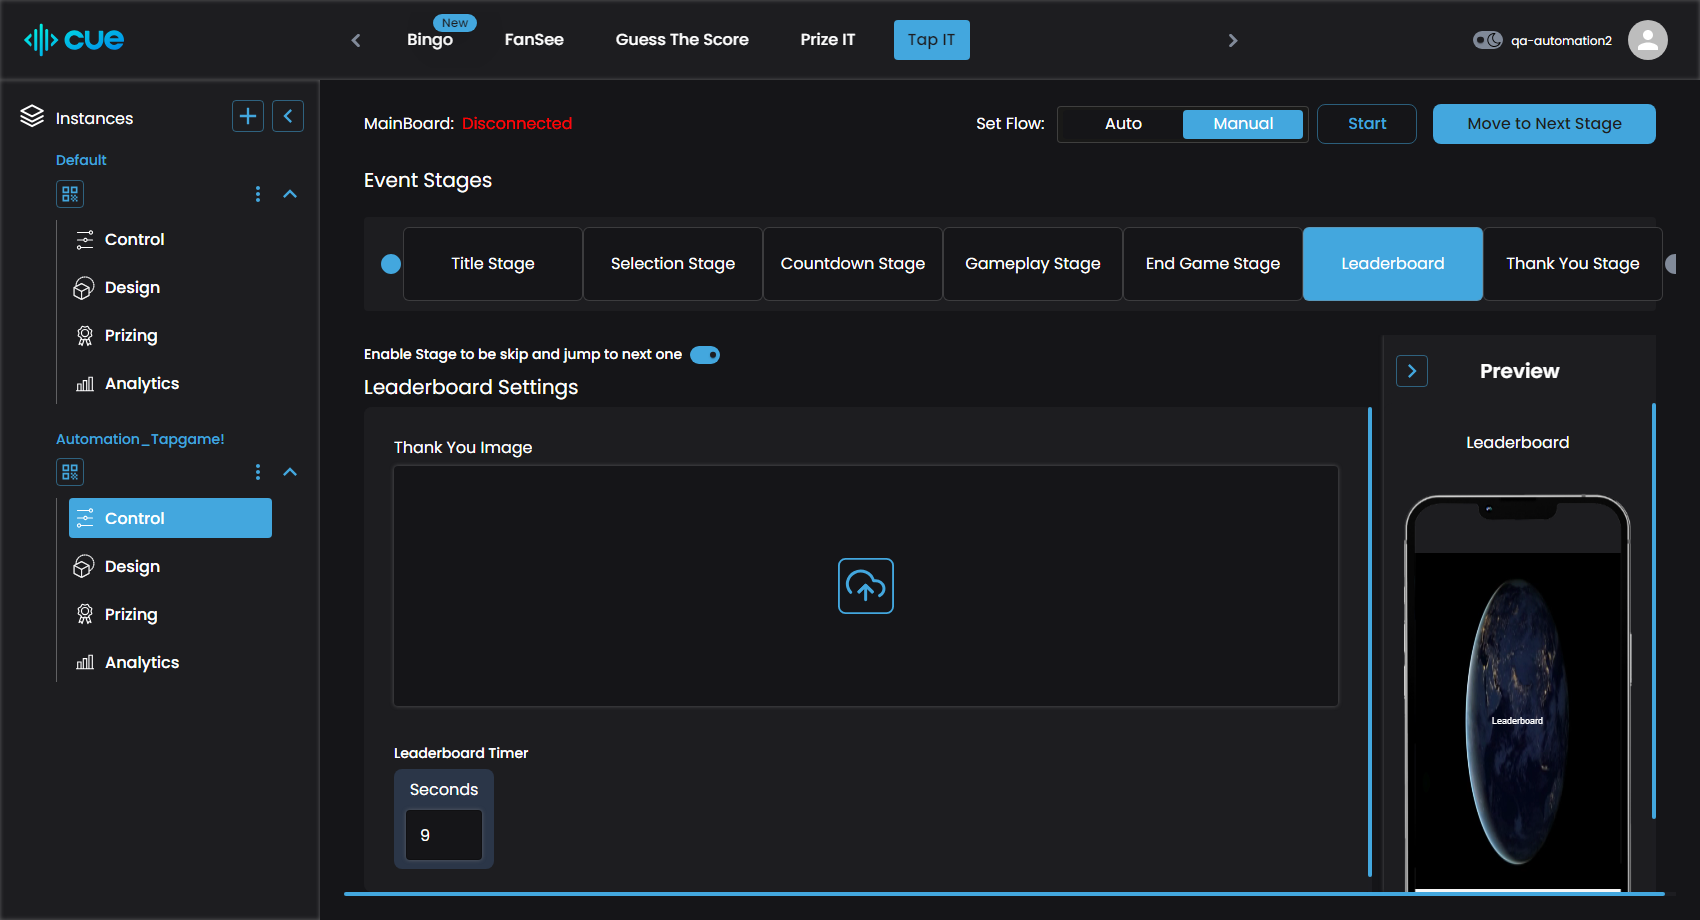 cue
New
Bingo
FanSee
Guess The Score
Prize IT
Tap IT
qa-automation2
Instances
Default
Control
Design
Prizing
Analytics
Automation_Tapgame!
Control
Design
Prizing
Analytics
MainBoard: Disconnected
Set Flow:
Auto
Manual
Start
Move to Next Stage
Event Stages
Title Stage
Selection Stage
Countdown Stage
Gameplay Stage
End Game Stage
Leaderboard
Thank You Stage
Enable Stage to be skip and jump to next one
Leaderboard Settings
Thank You Image
Leaderboard Timer
Seconds
9
Preview
Leaderboard
Leaderboard